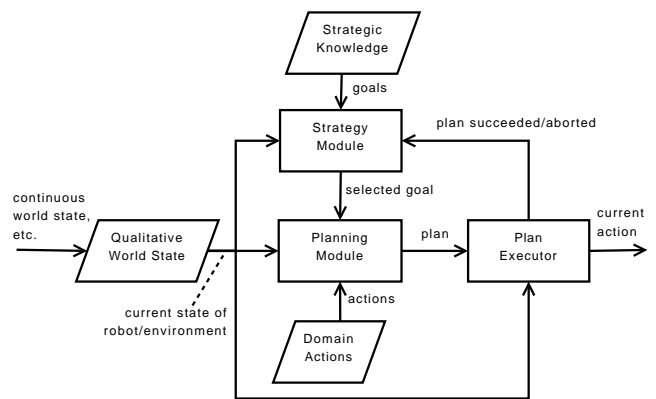 Strategic
Knowledge
goals
Strategy
Module
plan succeeded/aborted
selected goal
continuous
world state,
etc.
Qualitative
World State
Planning
Module
plan
Plan
Executor
current
action
current state of
robot/environment
actions
Domain
Actions